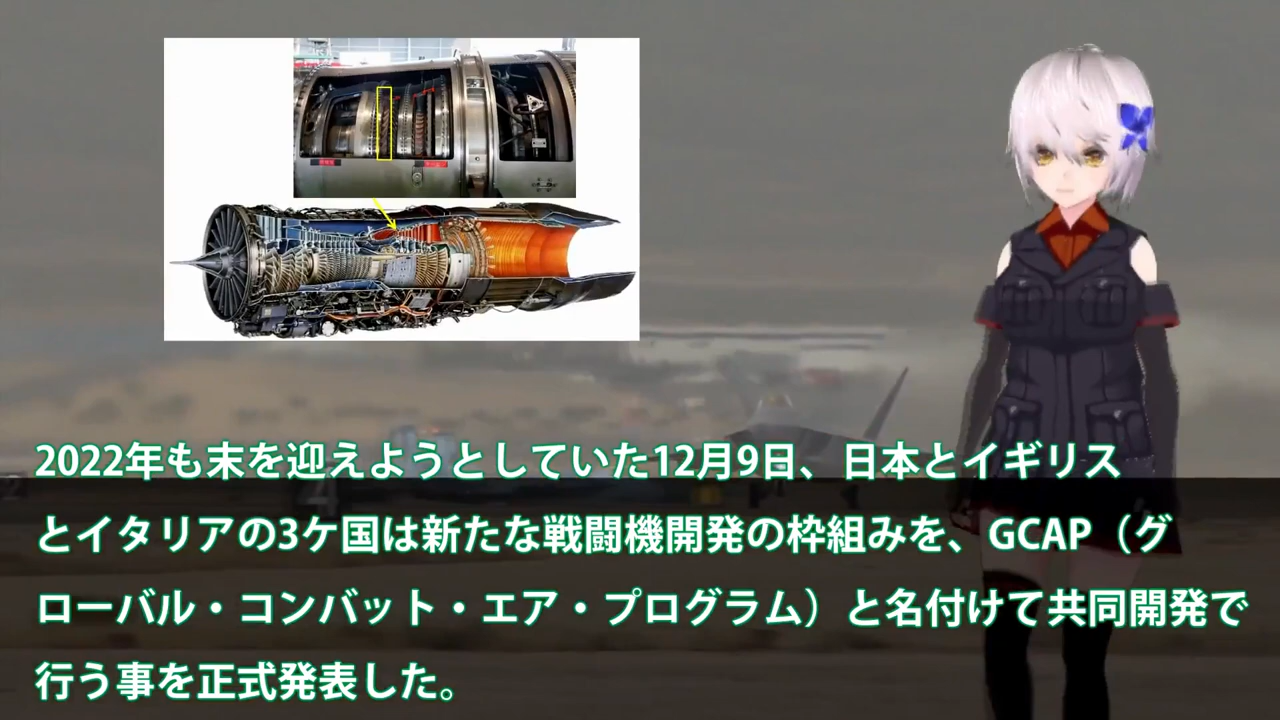 2022年も末を迎えようとしていた12月9日、日本とイギリス
とイタリアの3ケ国は新たな戦闘機開発の枠組みを、GCAP（グ
ローバル・コンバット・エア・プログラム）と名付けて共同開発で
行う事を正式発表した。